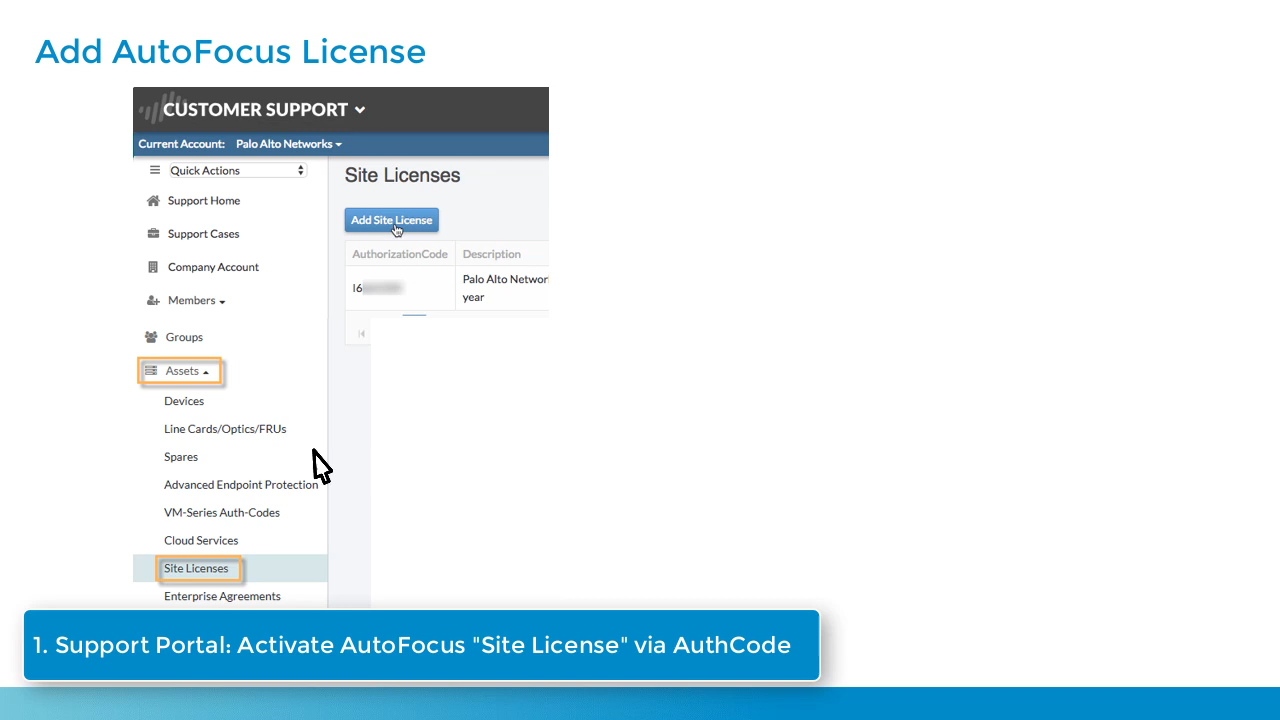 Add AutoFocus License
CUSTOMER SUPPORT
Current Account: Palo Alto Networks
Quick Actions
Support Home
Support Cases
Company Account
Members
Groups
Assets
Devices
Line Cards/Optics/FRUs
Spares
Advanced Endpoint Protection
VM-Series Auth-Codes
Cloud Services
Site Licenses
Enterprise Agreements
Site Licenses
Add Site License
AuthorizationCode Description
Palo Alto Networ
year
1. Support Portal: Activate AutoFocus "Site License" via AuthCode